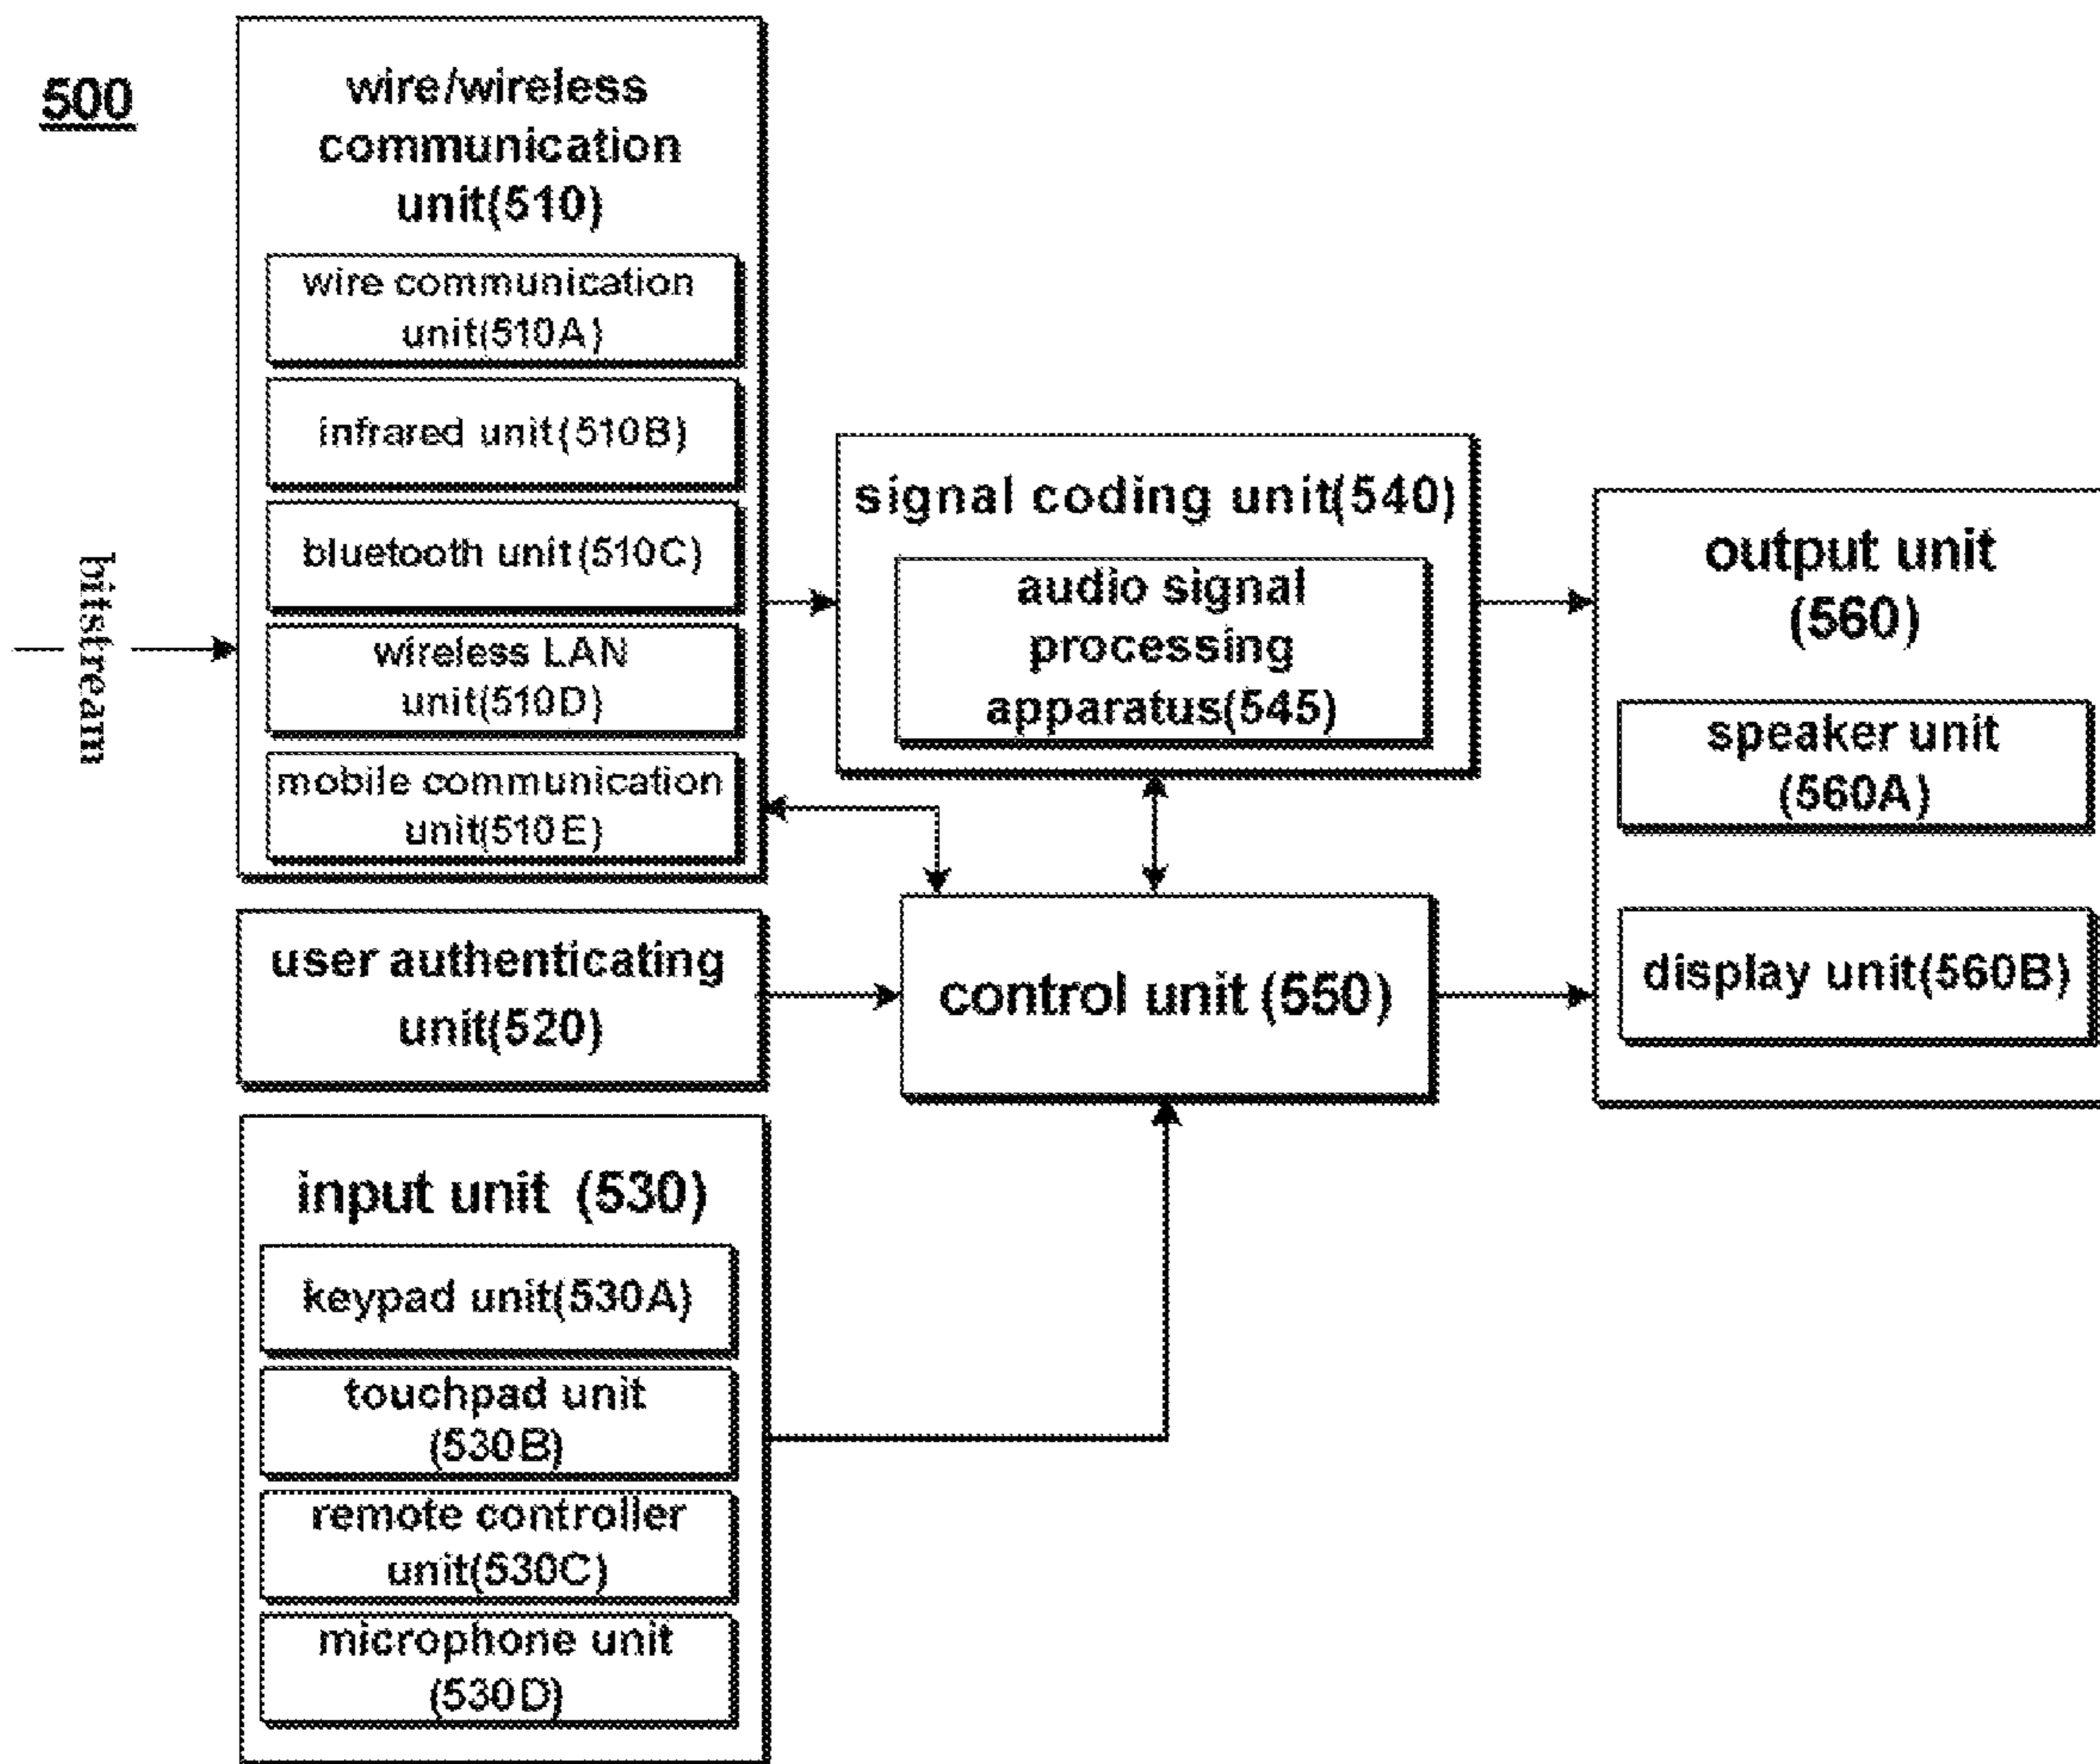 500
wire/wireless
communication
unit(510)
wire communication
unit(510A)
infrared unit(510B)
bluetooth unit(510C)
wireless LAN
unit(510D)
mobile communication
unit(510E)
bitstream
signal coding unit(540)
audio signal
processing
apparatus(545)
output unit
(560)
speaker unit
(560A)
display unit(560B)
user authenticating
unit(520)
control unit (550)
input unit (530)
keypad unit(530A)
touchpad unit
(530B)
remote controller
unit(530C)
microphone unit
(530D)